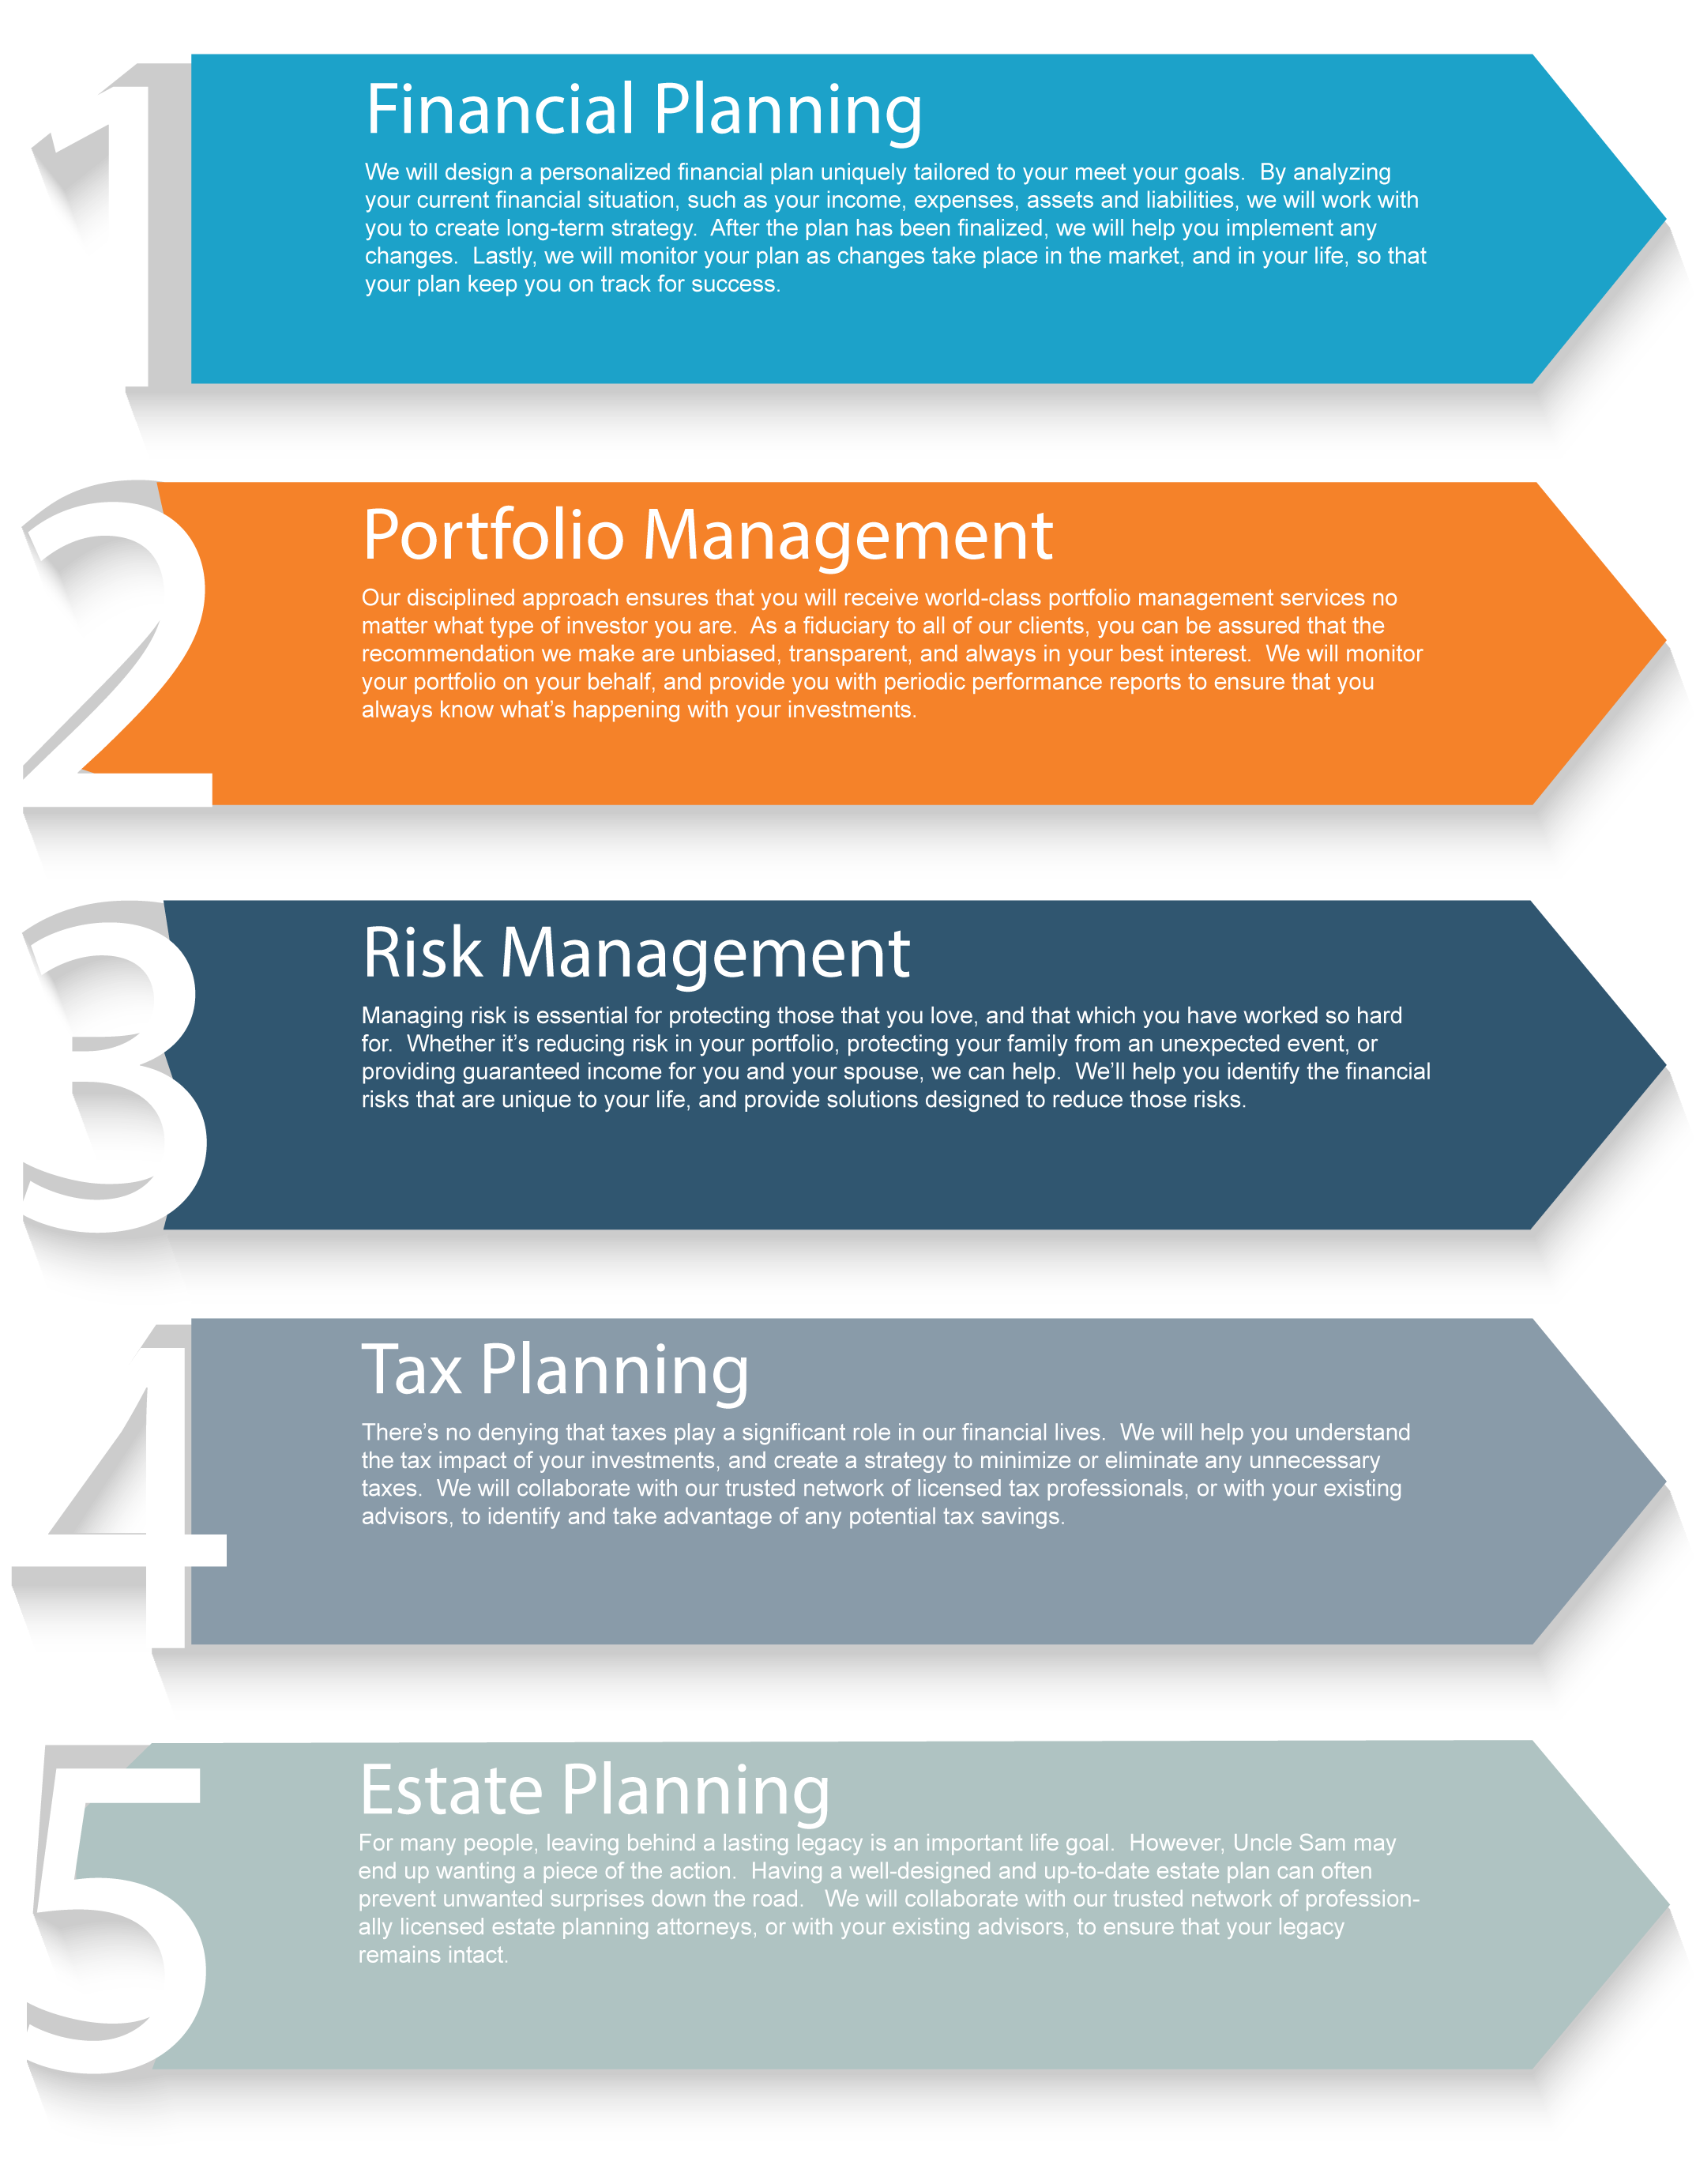 1
Financial Planning
We will design a personalized financial plan uniquely tailored to your meet your goals.  By analyzing
your current financial situation, such as your income, expenses, assets and liabilities, we will work with
you to create long-term strategy.  After the plan has been finalized, we will help you implement any
changes.  Lastly, we will monitor your plan as changes take place in the market, and in your life, so that
your plan keep you on track for success.
2
Portfolio Management
Our disciplined approach ensures that you will receive world-class portfolio management services no
matter what type of investor you are.  As a fiduciary to all of our clients, you can be assured that the
recommendation we make are unbiased, transparent, and always in your best interest.  We will monitor
your portfolio on your behalf, and provide you with periodic performance reports to ensure that you
always know what’s happening with your investments.
3
Risk Management
Managing risk is essential for protecting those that you love, and that which you have worked so hard
for.  Whether it’s reducing risk in your portfolio, protecting your family from an unexpected event, or
providing guaranteed income for you and your spouse, we can help.  We’ll help you identify the financial
risks that are unique to your life, and provide solutions designed to reduce those risks.
4
Tax Planning
There’s no denying that taxes play a significant role in our financial lives.  We will help you understand
the tax impact of your investments, and create a strategy to minimize or eliminate any unnecessary
taxes.  We will collaborate with our trusted network of licensed tax professionals, or with your existing
advisors, to identify and take advantage of any potential tax savings.
5
Estate Planning
For many people, leaving behind a lasting legacy is an important life goal.  However, Uncle Sam may
end up wanting a piece of the action.  Having a well-designed and up-to-date estate plan can often
prevent unwanted surprises down the road.   We will collaborate with our trusted network of profession-
ally licensed estate planning attorneys, or with your existing advisors, to ensure that your legacy
remains intact.